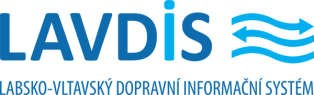 LAVDIS
LABSKO-VLTAVSKÝ DOPRAVNÍ INFORMAČNÍ SYSTÉM